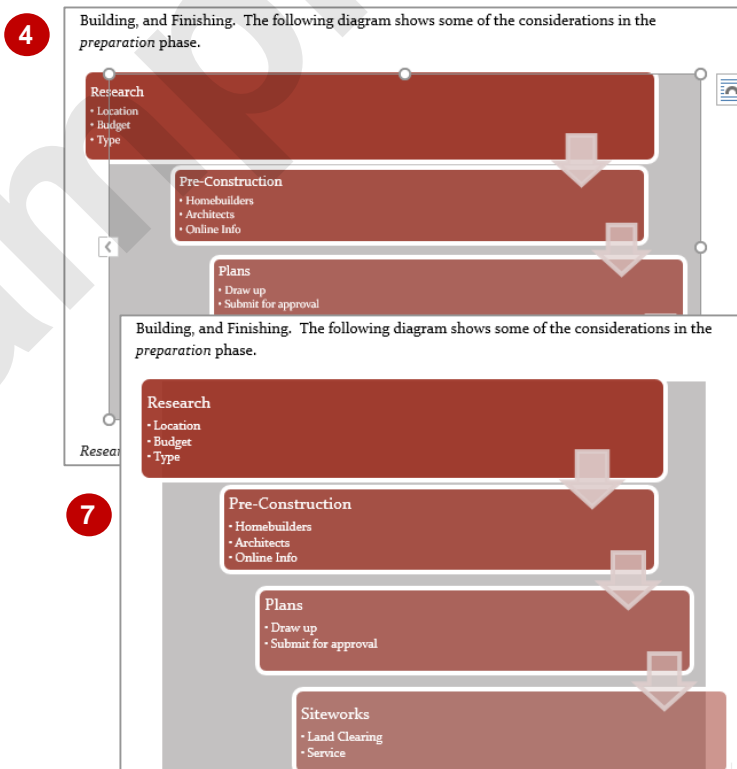 4
Building, and Finishing. The following diagram shows some of the considerations in the
preparation phase.
Research
• Location
• Budget
• Type
Pre-Construction
• Homebuilders
• Architects
• Online Info
Plans
• Draw up
• Submit for approval
7
Building, and Finishing. The following diagram shows some of the considerations in the
preparation phase.
Research
• Location
• Budget
• Type
Pre-Construction
• Homebuilders
• Architects
• Online Info
Plans
• Draw up
• Submit for approval
Siteworks
• Land Clearing
• Service